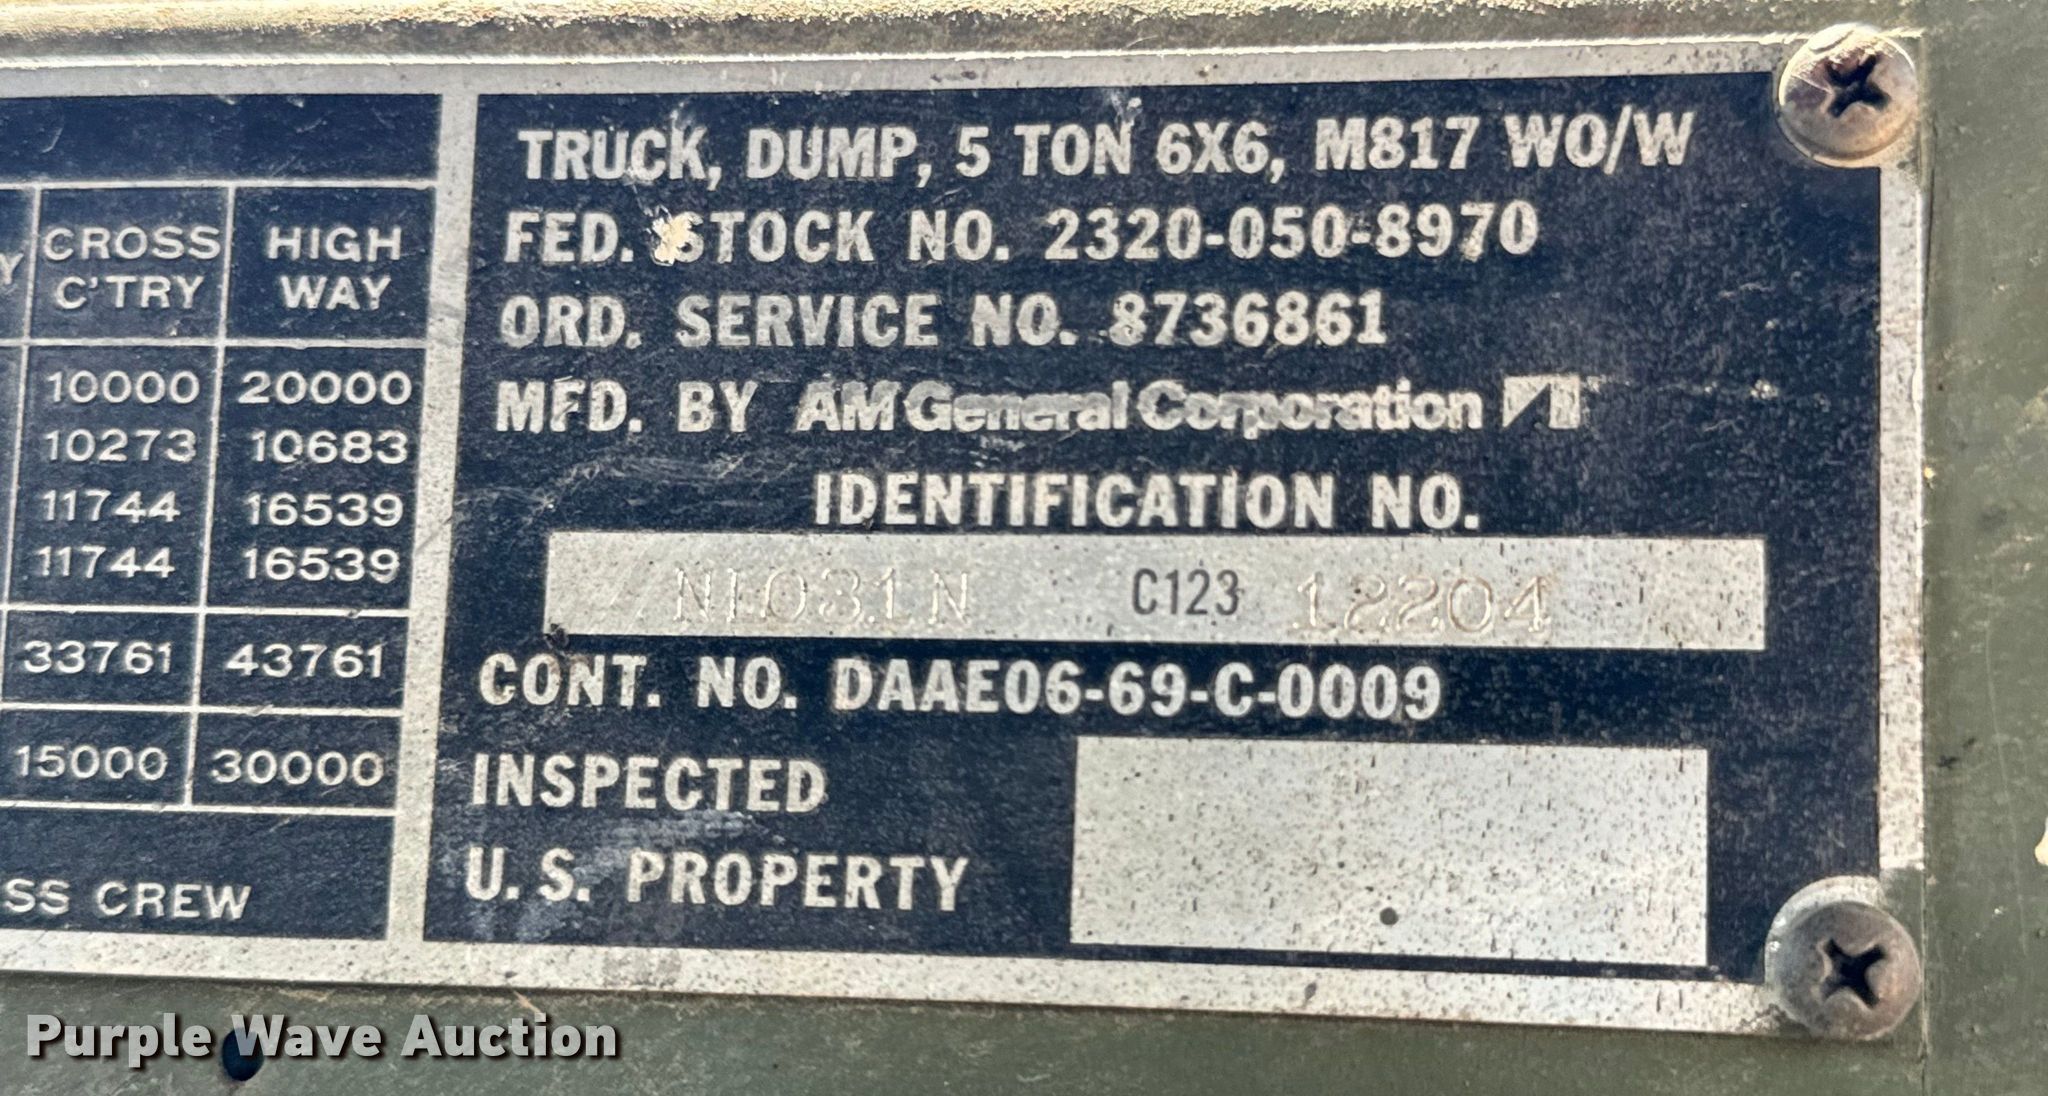 TRUCK, DUMP, 5 TON 6X6, M817 WO/W
FED. STOCK NO. 2320-050-8970
ORD. SERVICE NO. 8736861
MFD. BY AM General Corporation
IDENTIFICATION NO.
NL031N C123 12204
CONT. NO. DAAE06-69-C-0009
INSPECTED
U.S. PROPERTY
Y CROSS C'TRY HIGH WAY
10000 20000
10273 10683
11744 16539
11744 16539
33761 43761
15000 30000
SS CREW
Purple Wave Auction